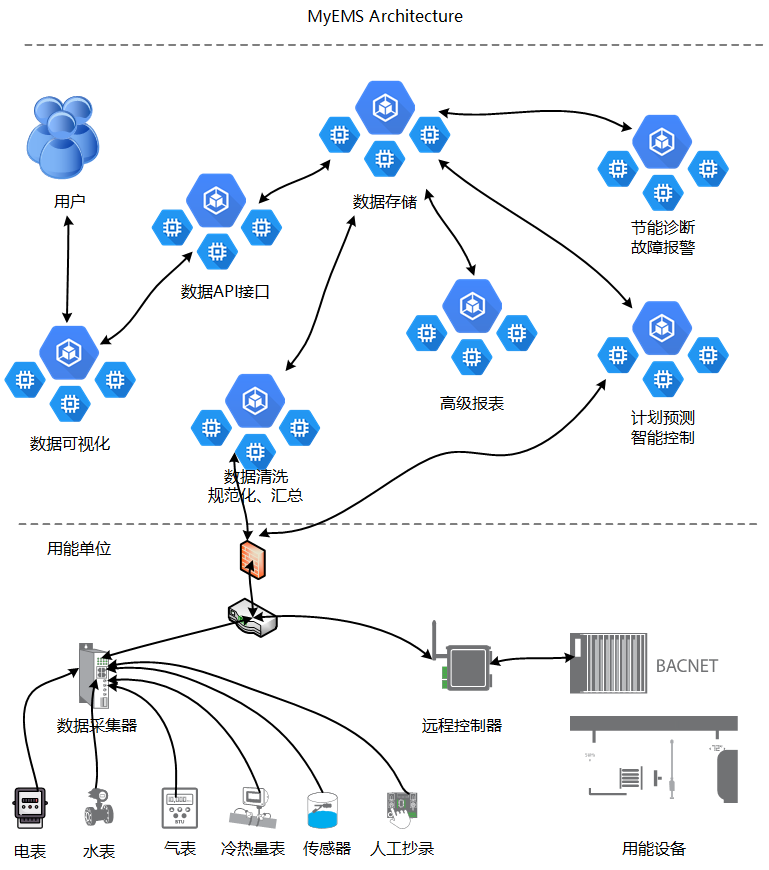 MyEMS Architecture
用户
数据存储
节能诊断
故障报警
数据API接口
高级报表
计划预测
智能控制
数据可视化
数据清洗
规范化、汇总
用能单位
BACNET
数据采集器
远程控制器
BTU
电表
水表
气表
冷热量表
传感器
人工抄录
用能设备